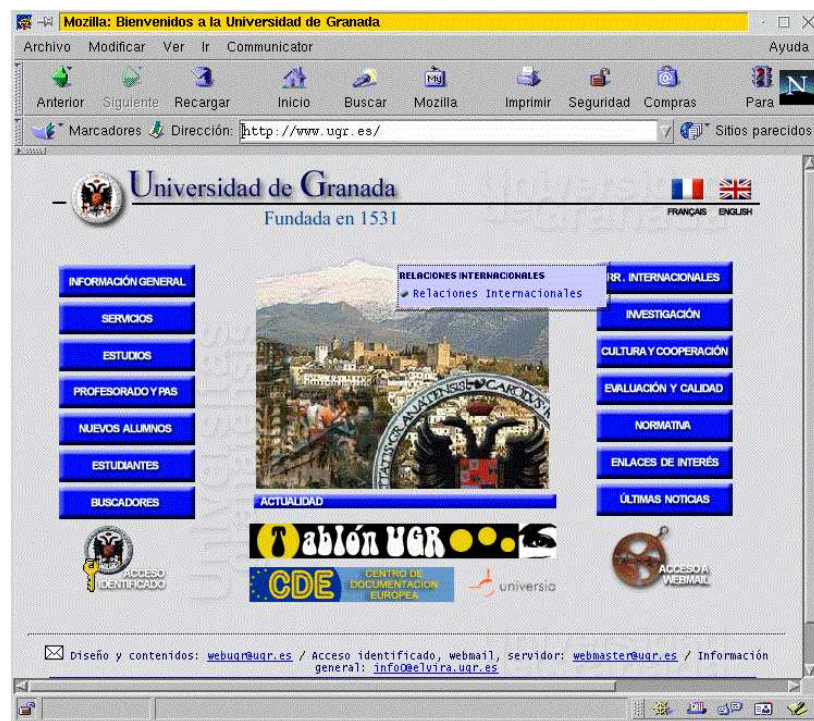 Mozilla: Bienvenidos a la Universidad de Granada
Archivo Modificar Ver Ir Communicator Ayuda
Anterior Siguiente Recargar Inicio Buscar Mozilla Imprimir Seguridad Compras Para
My
N
Marcadores Dirección: http://www.ugr.es/ Sitios parecidos
Universidad de Granada
Fundada en 1531
FRANÇAIS ENGLISH
INFORMACIÓN GENERAL
SERVICIOS
ESTUDIOS
PROFESORADO Y PAS
NUEVOS ALUMNOS
ESTUDIANTES
BUSCADORES
ACCESO
IDENTIFICADO
RELACIONES INTERNACIONALES
Relaciones Internacionales
ACTUALIDAD
Tablón UGR
CDE CENTRO DE
DOCUMENTACION
EUROPEA
universia
RR. INTERNACIONALES
INVESTIGACIÓN
CULTURA Y COOPERACIÓN
EVALUACIÓN Y CALIDAD
NORMATIVA
ENLACES DE INTERÉS
ÚLTIMAS NOTICIAS
ACCESO A
WEBMAIL
Diseño y contenidos: webugr@ugr.es / Acceso identificado, webmail, servidor: webmaster@ugr.es / Información
general: infoO@elvira.ugr.es